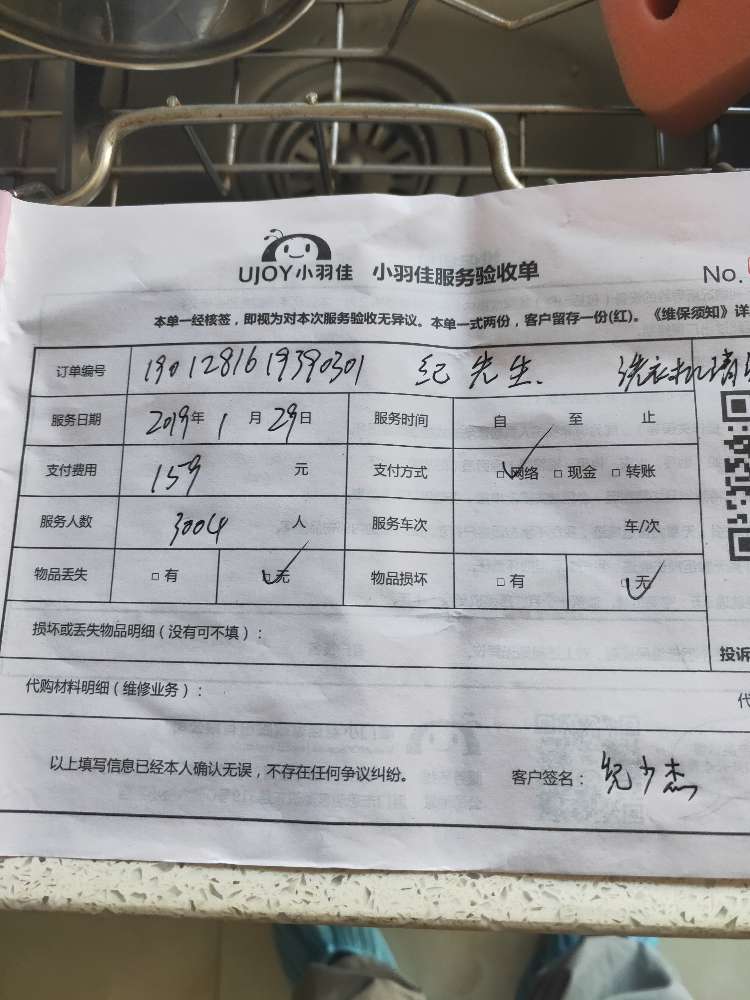 UJOY小羽佳 小羽佳服务验收单
No.
本单一经核签，即视为对本次服务验收无异议。本单一式两份，客户留存一份(红)。《维保须知》详
订单编号 1901281619390301 纪先生. 洗衣机清
服务日期 2019年 1月 29日 服务时间 自 至 止
支付费用 159 元 支付方式 □网络 □现金 □转账
服务人数 3004 人 服务车次 车/次
物品丢失 □有 □无 物品损坏 □有 □无
损坏或丢失物品明细（没有可不填）：
投诉
代购材料明细（维修业务）：
以上填写信息已经本人确认无误，不存在任何争议纠纷。 客户签名：纪少杰